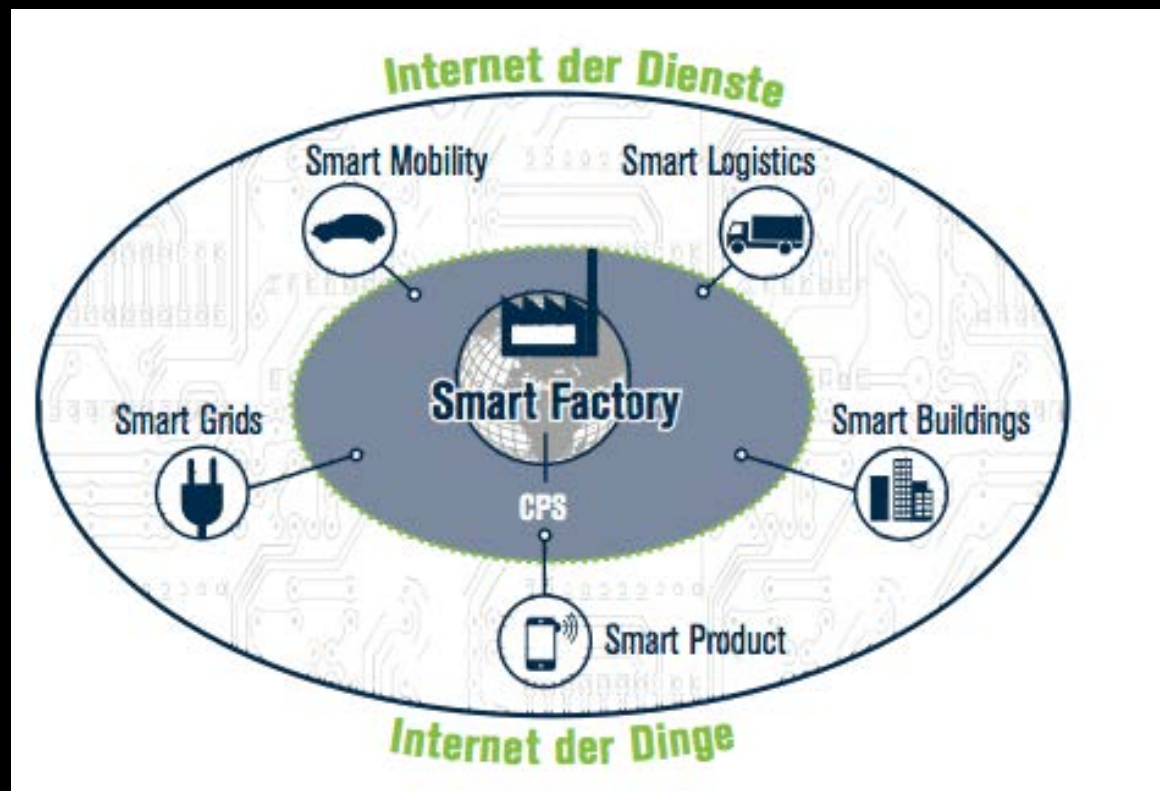 Internet der Dienste
Smart Mobility
Smart Logistics
Smart Factory
Smart Grids
Smart Buildings
CPS
Smart Product
Internet der Dinge